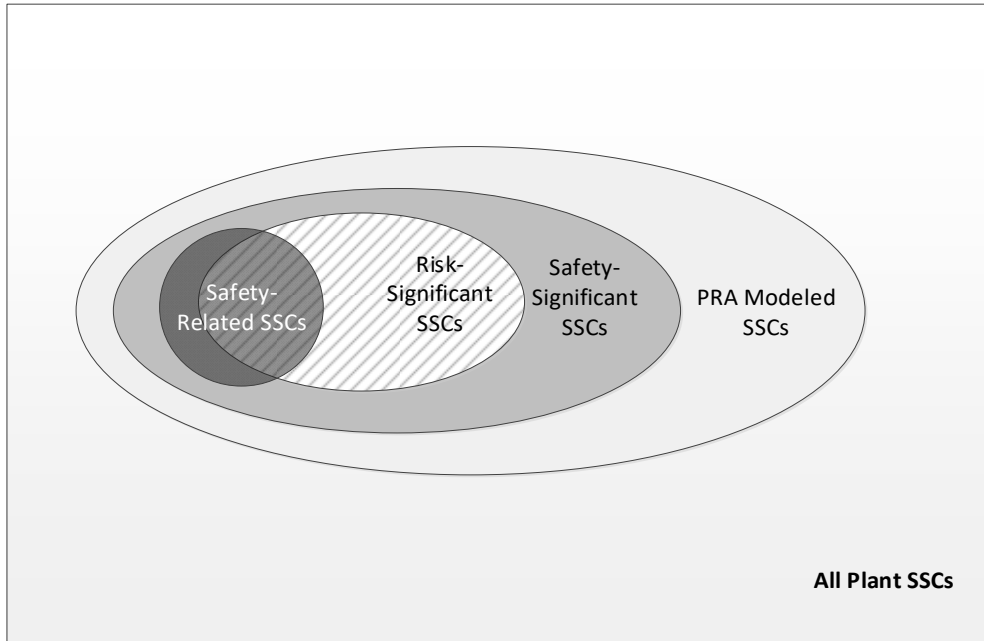 Safety-
Related SSCs
Risk-
Significant
SSCs
Safety-
Significant
SSCs
PRA Modeled
SSCs
All Plant SSCs